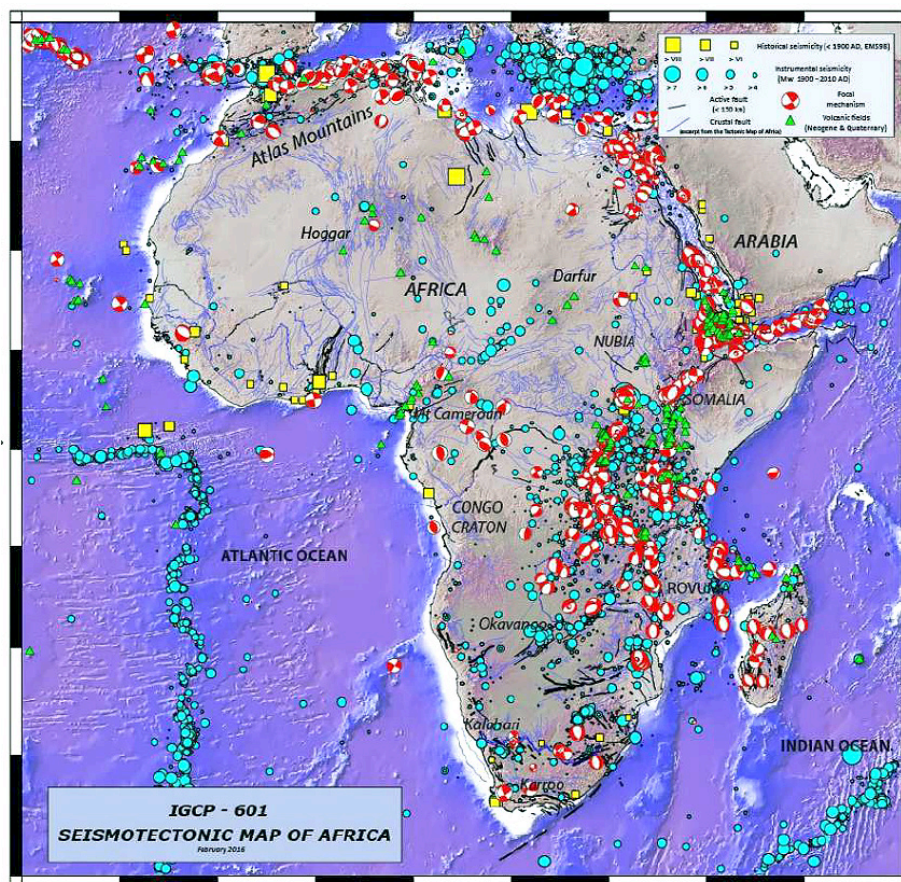 Historical seismicity (< 1900 AD, EMS98)
> VIII > VII > VI
Instrumental seismicity
(Mw 1900 -2010 AD)
> 7 > 6 > 5 > 4
Active fault
(< 150 ka)
Focal
mechanism
Crustal fault
(excerpt from the Tectonic Map of Africa)
Volcanic fields
(Neogene & Quaternary)
Atlas Mountains
Hoggar
ARABIA
AFRICA
Darfur
NUBIA
SOMALIA
Mt Cameroun
CONGO
CRATON
ATLANTIC OCEAN
ROVUMA
Okavango
Kalahari
INDIAN OCEAN
Karroo
IGCP - 601
SEISMOTECTONIC MAP OF AFRICA
February 2016